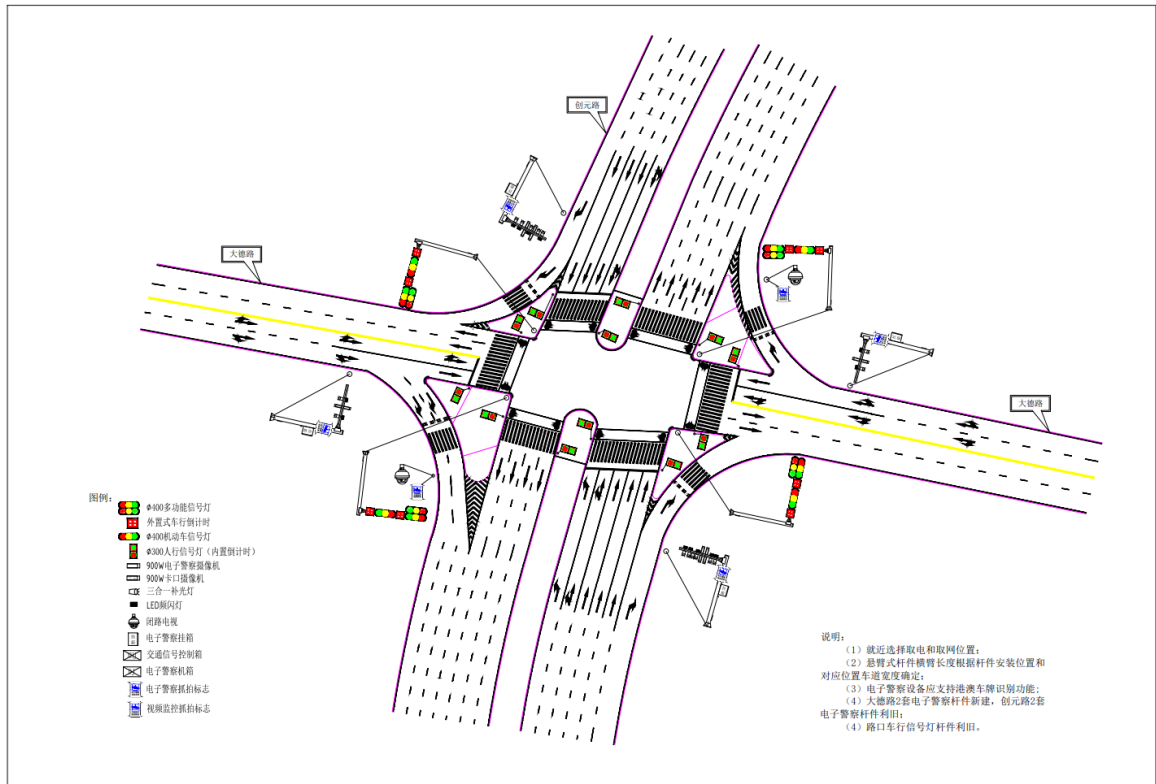 创元路
大德路
大德路
图例:
Ø400多功能信号灯
外置式车行倒计时
Ø400机动车信号灯
Ø300人行信号灯（内置倒计时）
900W电子警察摄像机
900W卡口摄像机
三合一补光灯
LED频闪灯
闭路电视
电子警察挂箱
交通信号控制箱
电子警察机箱
电子警察抓拍标志
视频监控抓拍标志
说明：
（1）就近选择取电和取网位置；
（2）悬臂式杆件横臂长度根据杆件安装位置和
对应位置车道宽度确定；
（3）电子警察设备应支持港澳车牌识别功能；
（4）大德路2套电子警察杆件新建，创元路2套
电子警察杆件利旧；
（4）路口车行信号灯杆件利旧。